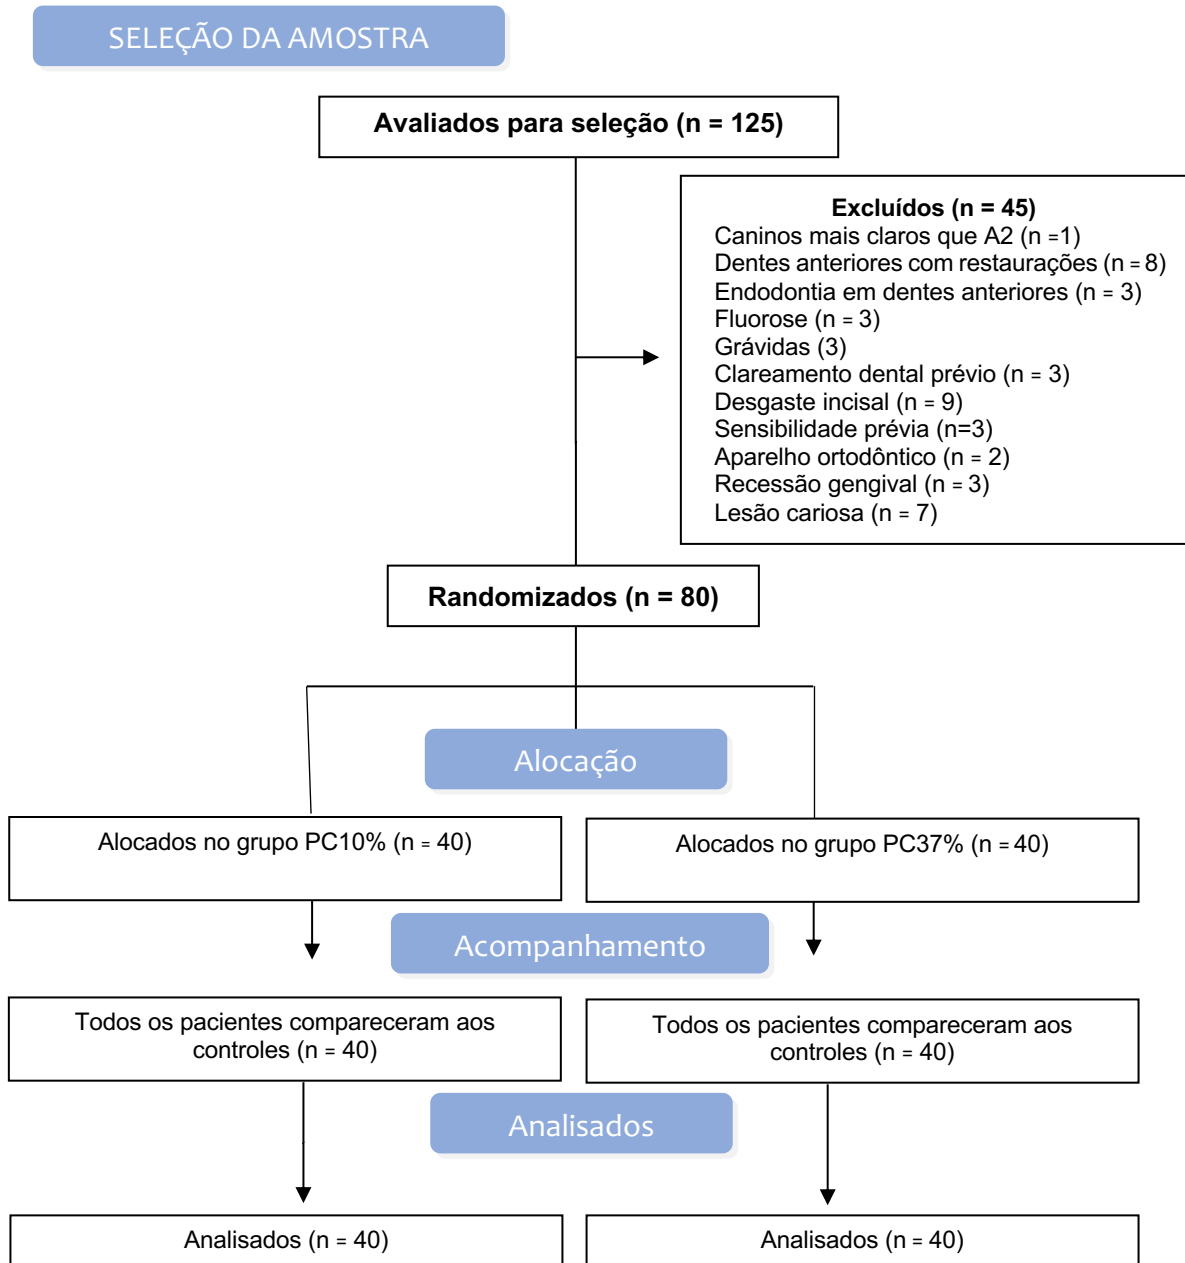 SELEÇÃO DA AMOSTRA
Avaliados para seleção (n = 125)
Excluídos (n = 45)
Caninos mais claros que A2 (n =1)
Dentes anteriores com restaurações (n = 8)
Endodontia em dentes anteriores (n = 3)
Fluorose (n = 3)
Grávidas (3)
Clareamento dental prévio (n = 3)
Desgaste incisal (n = 9)
Sensibilidade prévia (n=3)
Aparelho ortodôntico (n = 2)
Recessão gengival (n = 3)
Lesão cariosa (n = 7)
Randomizados (n = 80)
Alocação
Alocados no grupo PC10% (n = 40)
Alocados no grupo PC37% (n = 40)
Acompanhamento
Todos os pacientes compareceram aos
controles (n = 40)
Todos os pacientes compareceram aos
controles (n = 40)
Analisados
Analisados (n = 40)
Analisados (n = 40)